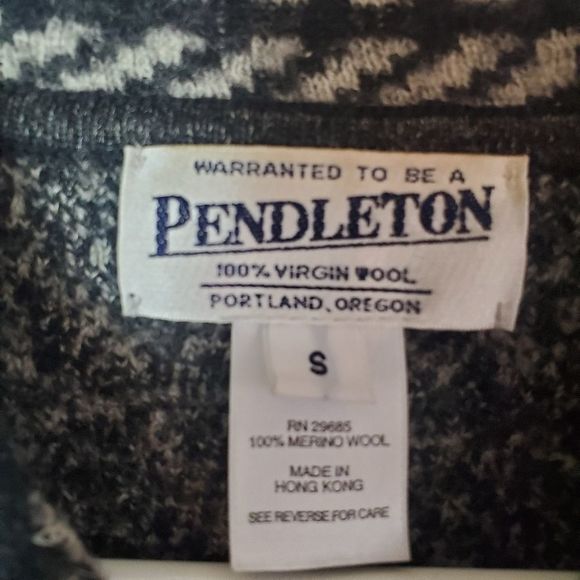 WARRANTED TO BE A
PENDLETON
100% VIRGIN WOOL
PORTLAND, OREGON
S
RN 29685
100% MERINO WOOL
MADE IN
HONG KONG
SEE REVERSE FOR CARE